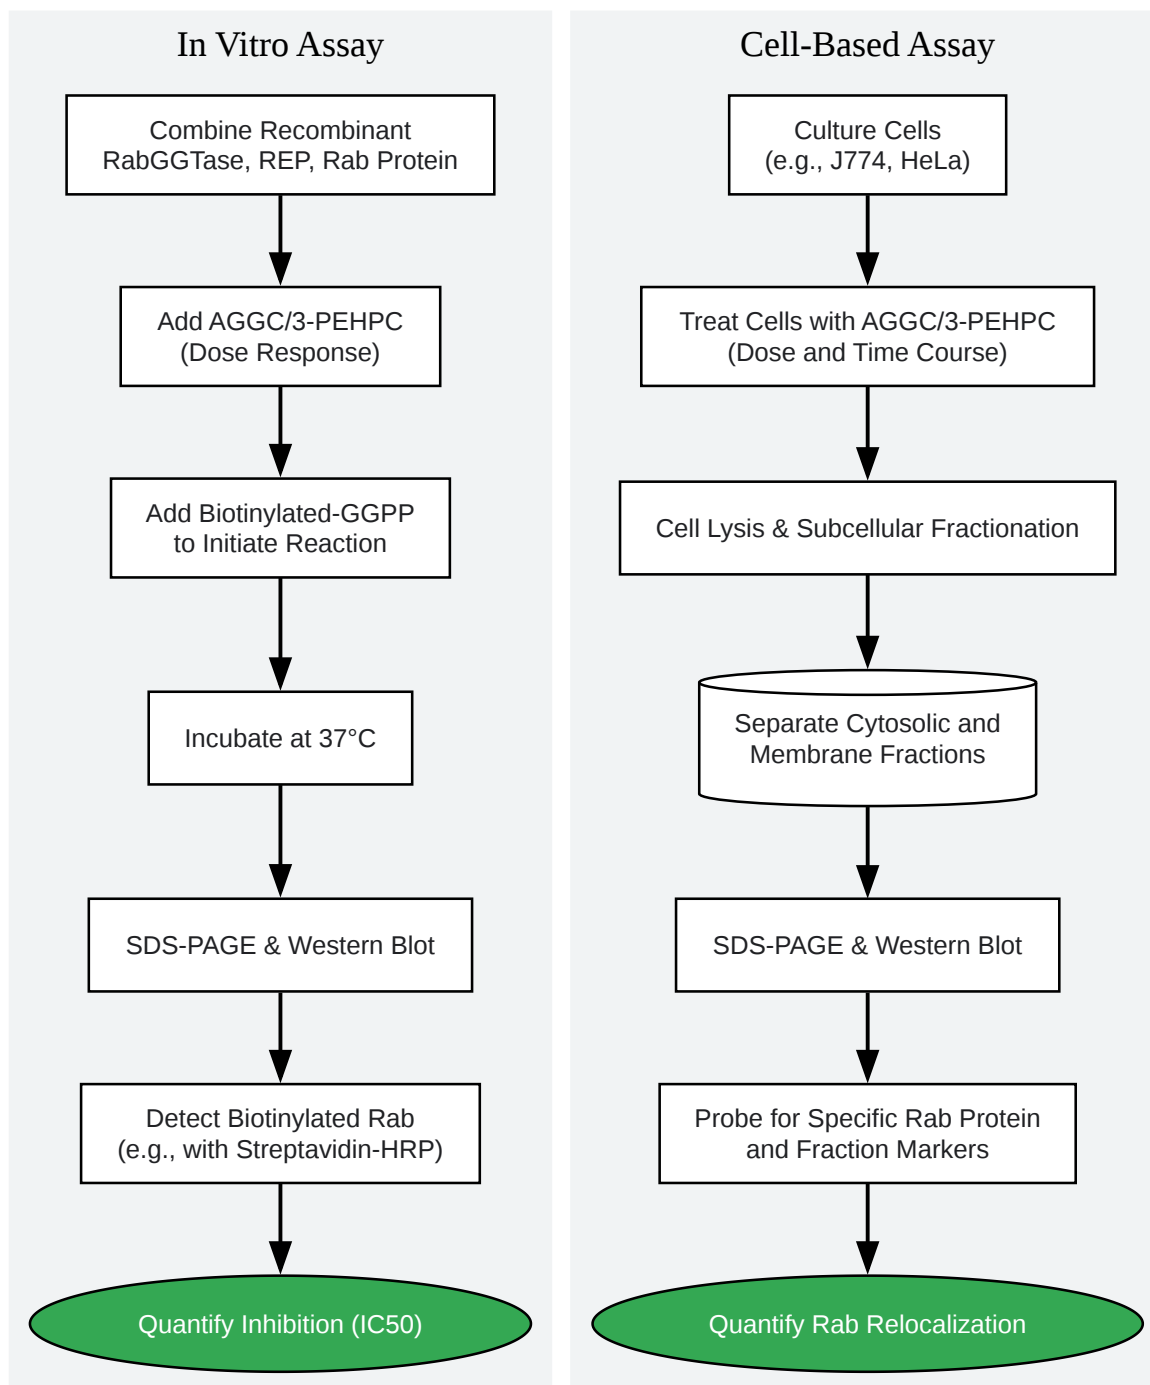 In Vitro Assay
Combine Recombinant
RabGGTase, REP, Rab Protein
Add AGGC/3-PEHPC
(Dose Response)
Add Biotinylated-GGPP
to Initiate Reaction
Incubate at 37°C
SDS-PAGE & Western Blot
Detect Biotinylated Rab
(e.g., with Streptavidin-HRP)
Quantify Inhibition (IC50)
Cell-Based Assay
Culture Cells
(e.g., J774, HeLa)
Treat Cells with AGGC/3-PEHPC
(Dose and Time Course)
Cell Lysis & Subcellular Fractionation
Separate Cytosolic and
Membrane Fractions
SDS-PAGE & Western Blot
Probe for Specific Rab Protein
and Fraction Markers
Quantify Rab Relocalization